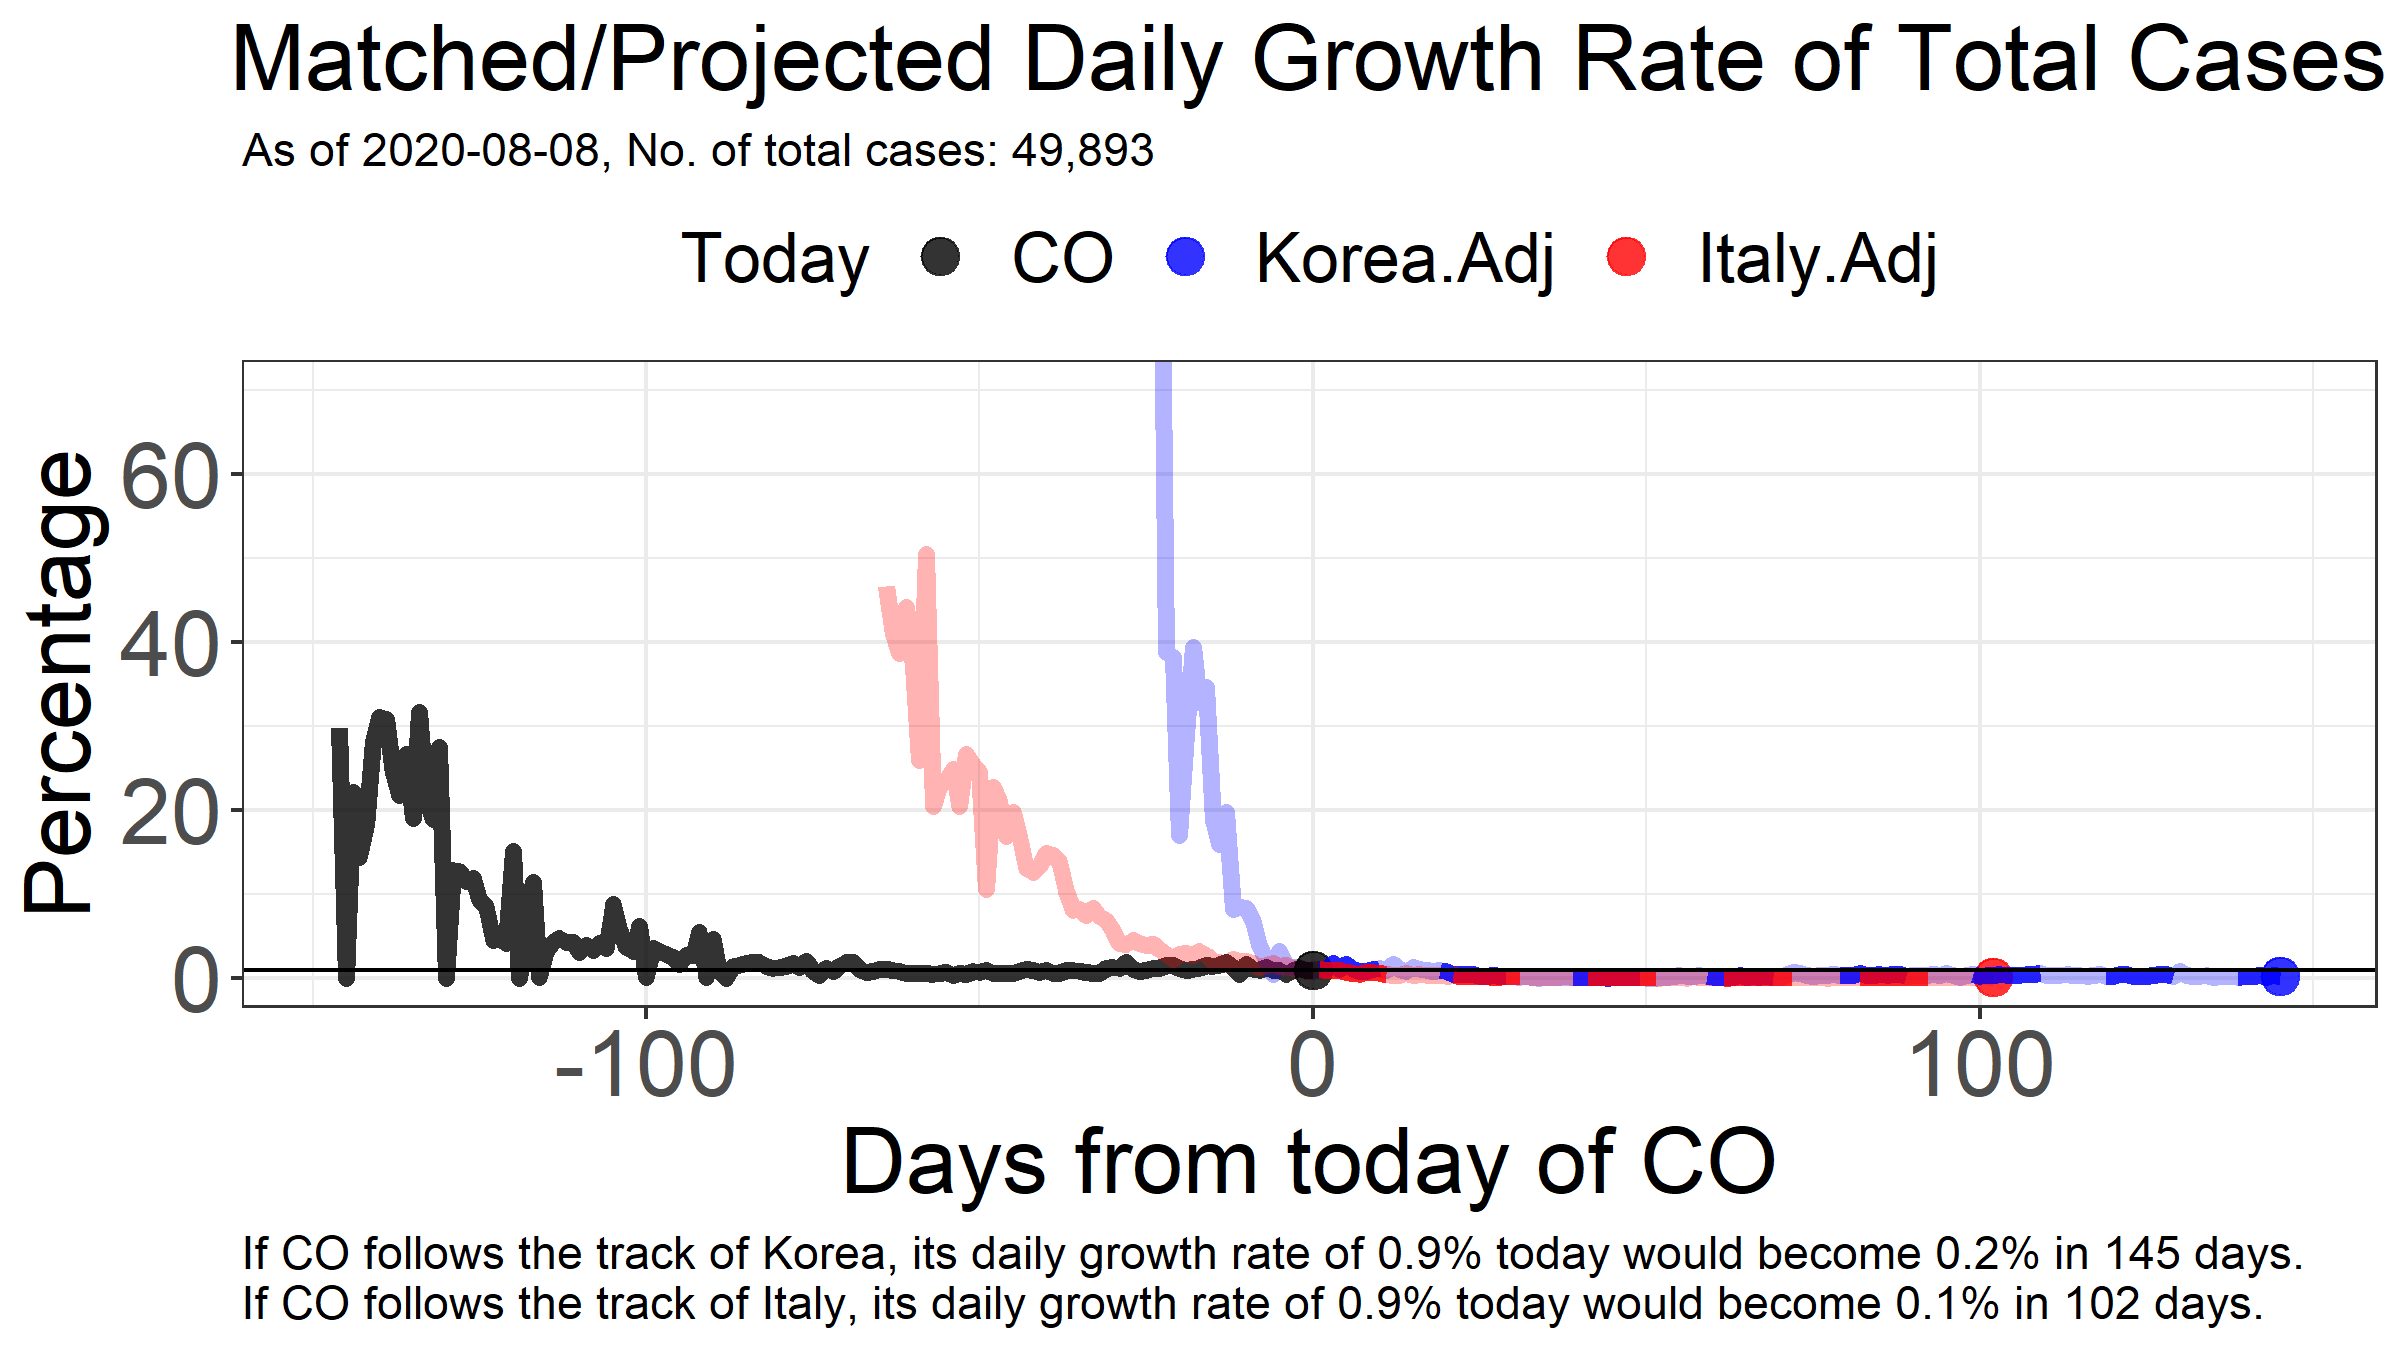 Matched/Projected Daily Growth Rate of Total Cases
As of 2020-08-08, No. of total cases: 49,893
Today CO Korea.Adj Italy.Adj
Percentage
60
40
20
0
-100 0 100
Days from today of CO
If CO follows the track of Korea, its daily growth rate of 0.9% today would become 0.2% in 145 days.
If CO follows the track of Italy, its daily growth rate of 0.9% today would become 0.1% in 102 days.